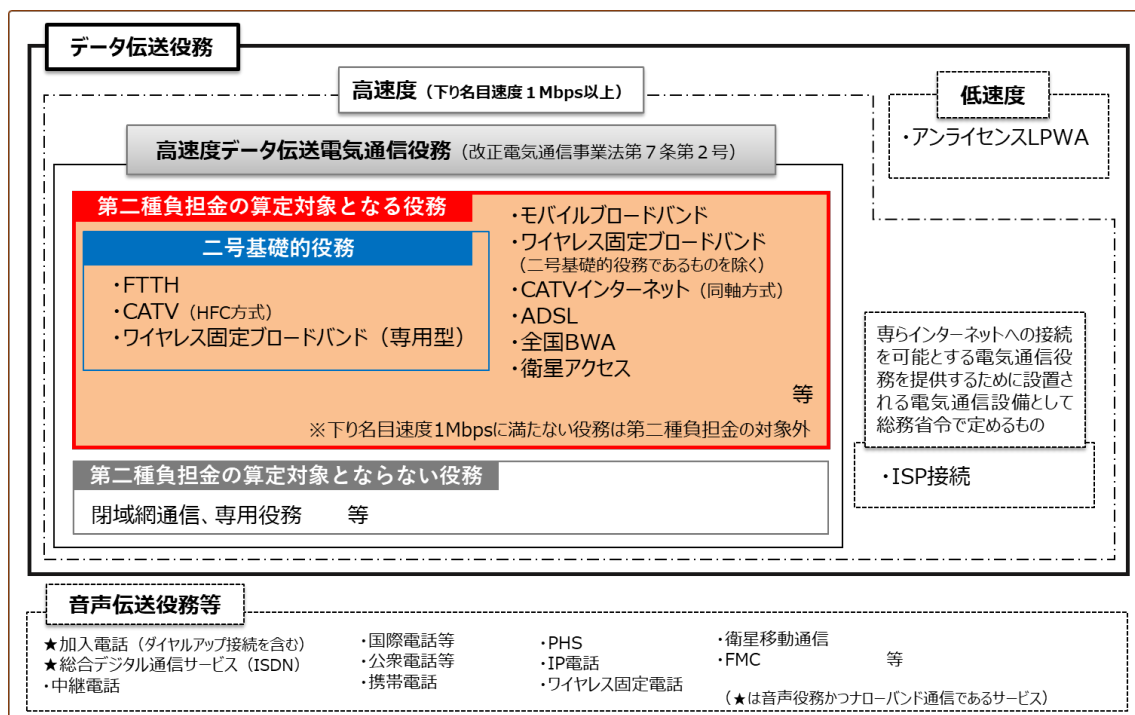 データ伝送役務
高速度（下り名目速度１Mbps以上）
低速度
・アンライセンスLPWA
高速度データ伝送電気通信役務（改正電気通信事業法第７条第２号）
第二種負担金の算定対象となる役務
二号基礎的役務
・FTTH
・CATV（HFC方式）
・ワイヤレス固定ブロードバンド（専用型）
・モバイルブロードバンド
・ワイヤレス固定ブロードバンド
（二号基礎的役務であるものを除く）
・CATVインターネット（同軸方式）
・ADSL
・全国BWA
・衛星アクセス
等
※下り名目速度1Mbpsに満たない役務は第二種負担金の対象外
専らインターネットへの接続
を可能とする電気通信役
務を提供するために設置さ
れる電気通信設備として
総務省令で定めるもの
・ISP接続
第二種負担金の算定対象とならない役務
閉域網通信、専用役務　　等
音声伝送役務等
★加入電話（ダイヤルアップ接続を含む）
★総合デジタル通信サービス（ISDN）
・中継電話
・国際電話等
・公衆電話等
・携帯電話
・PHS
・IP電話
・ワイヤレス固定電話
・衛星移動通信
・FMC　　等
（★は音声役務かつナローバンド通信であるサービス）